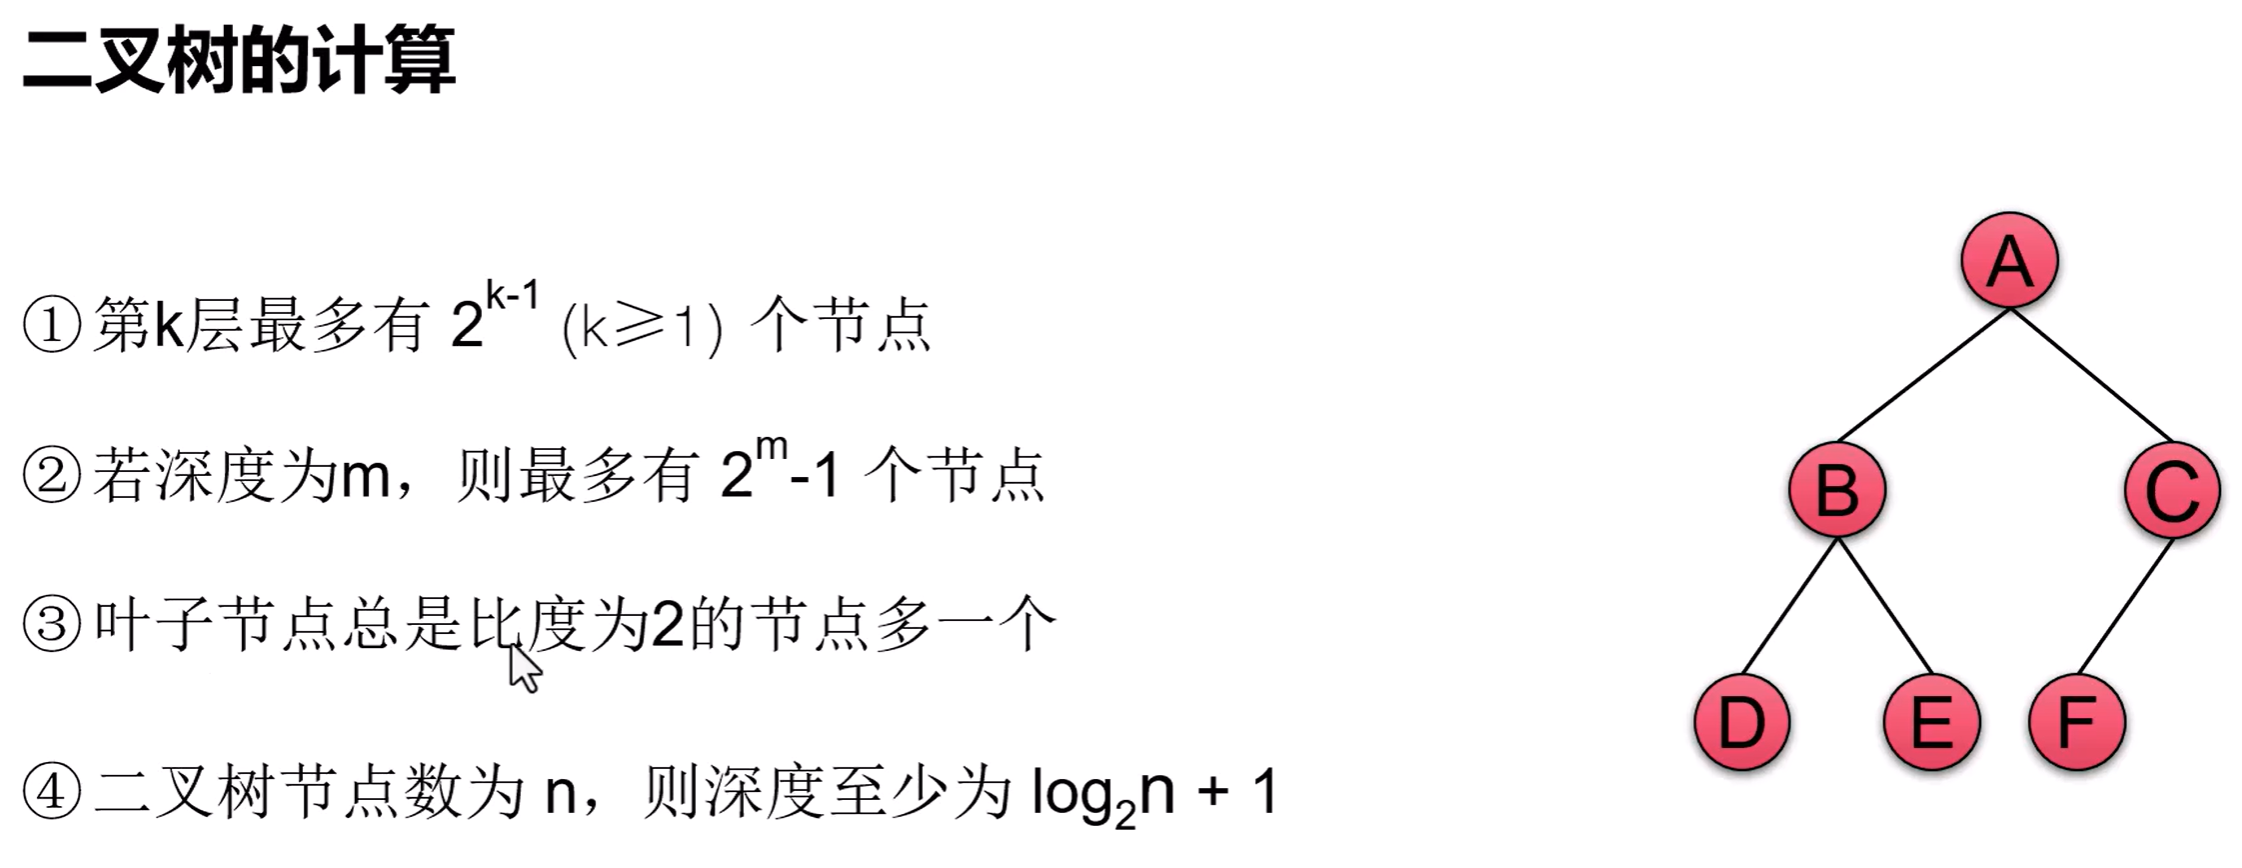 二叉树的计算
①第k层最多有 2^{k-1} (k≥1) 个节点
②若深度为m，则最多有 2^{m}-1 个节点
③叶子节点总是比度为2的节点多一个
④二叉树节点数为 n，则深度至少为 log₂n + 1
A
B C
D E F